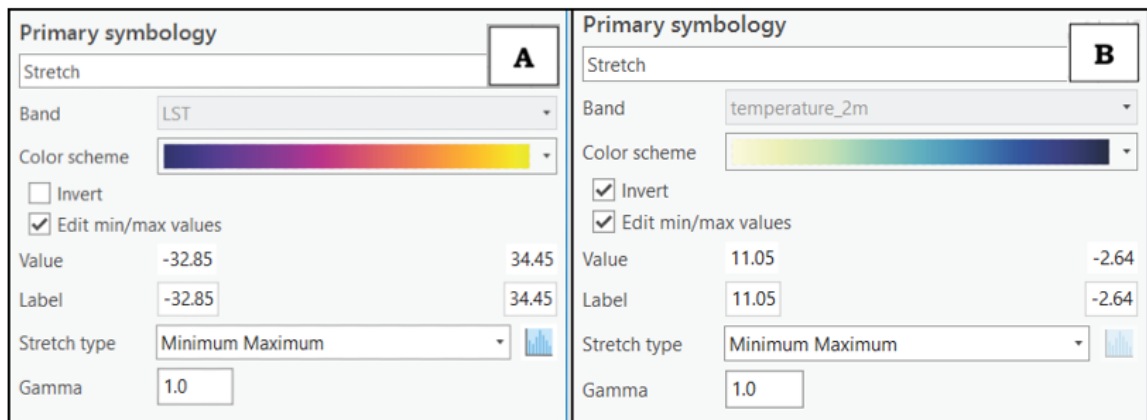 Primary symbology
A
Stretch
Band LST
Color scheme
Invert
Edit min/max values
Value -32.85 34.45
Label -32.85 34.45
Stretch type Minimum Maximum
Gamma 1.0
Primary symbology
B
Stretch
Band temperature_2m
Color scheme
Invert
Edit min/max values
Value 11.05 -2.64
Label 11.05 -2.64
Stretch type Minimum Maximum
Gamma 1.0